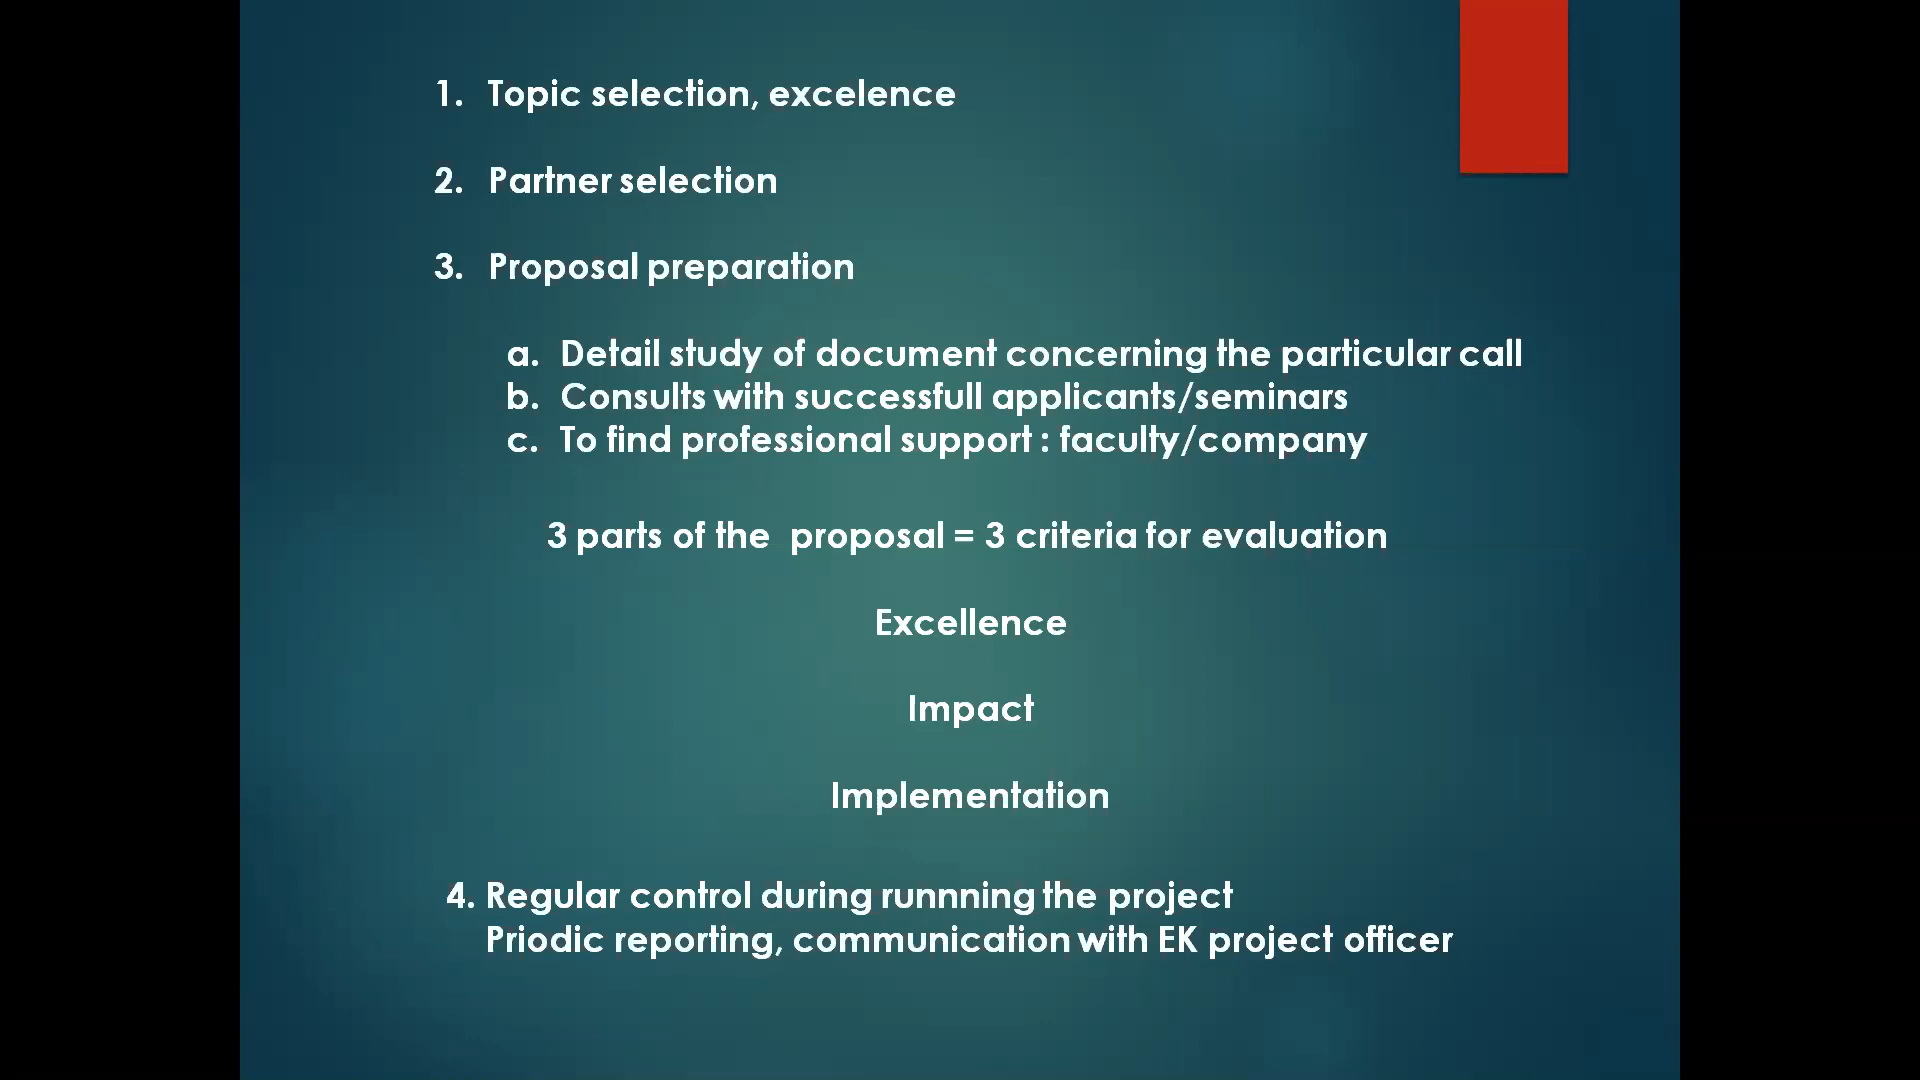 1. Topic selection, excelence
2. Partner selection
3. Proposal preparation
a. Detail study of document concerning the particular call
b. Consults with successfull applicants/seminars
c. To find professional support : faculty/company
3 parts of the proposal = 3 criteria for evaluation
Excellence
Impact
Implementation
4. Regular control during runnning the project
Priodic reporting, communication with EK project officer